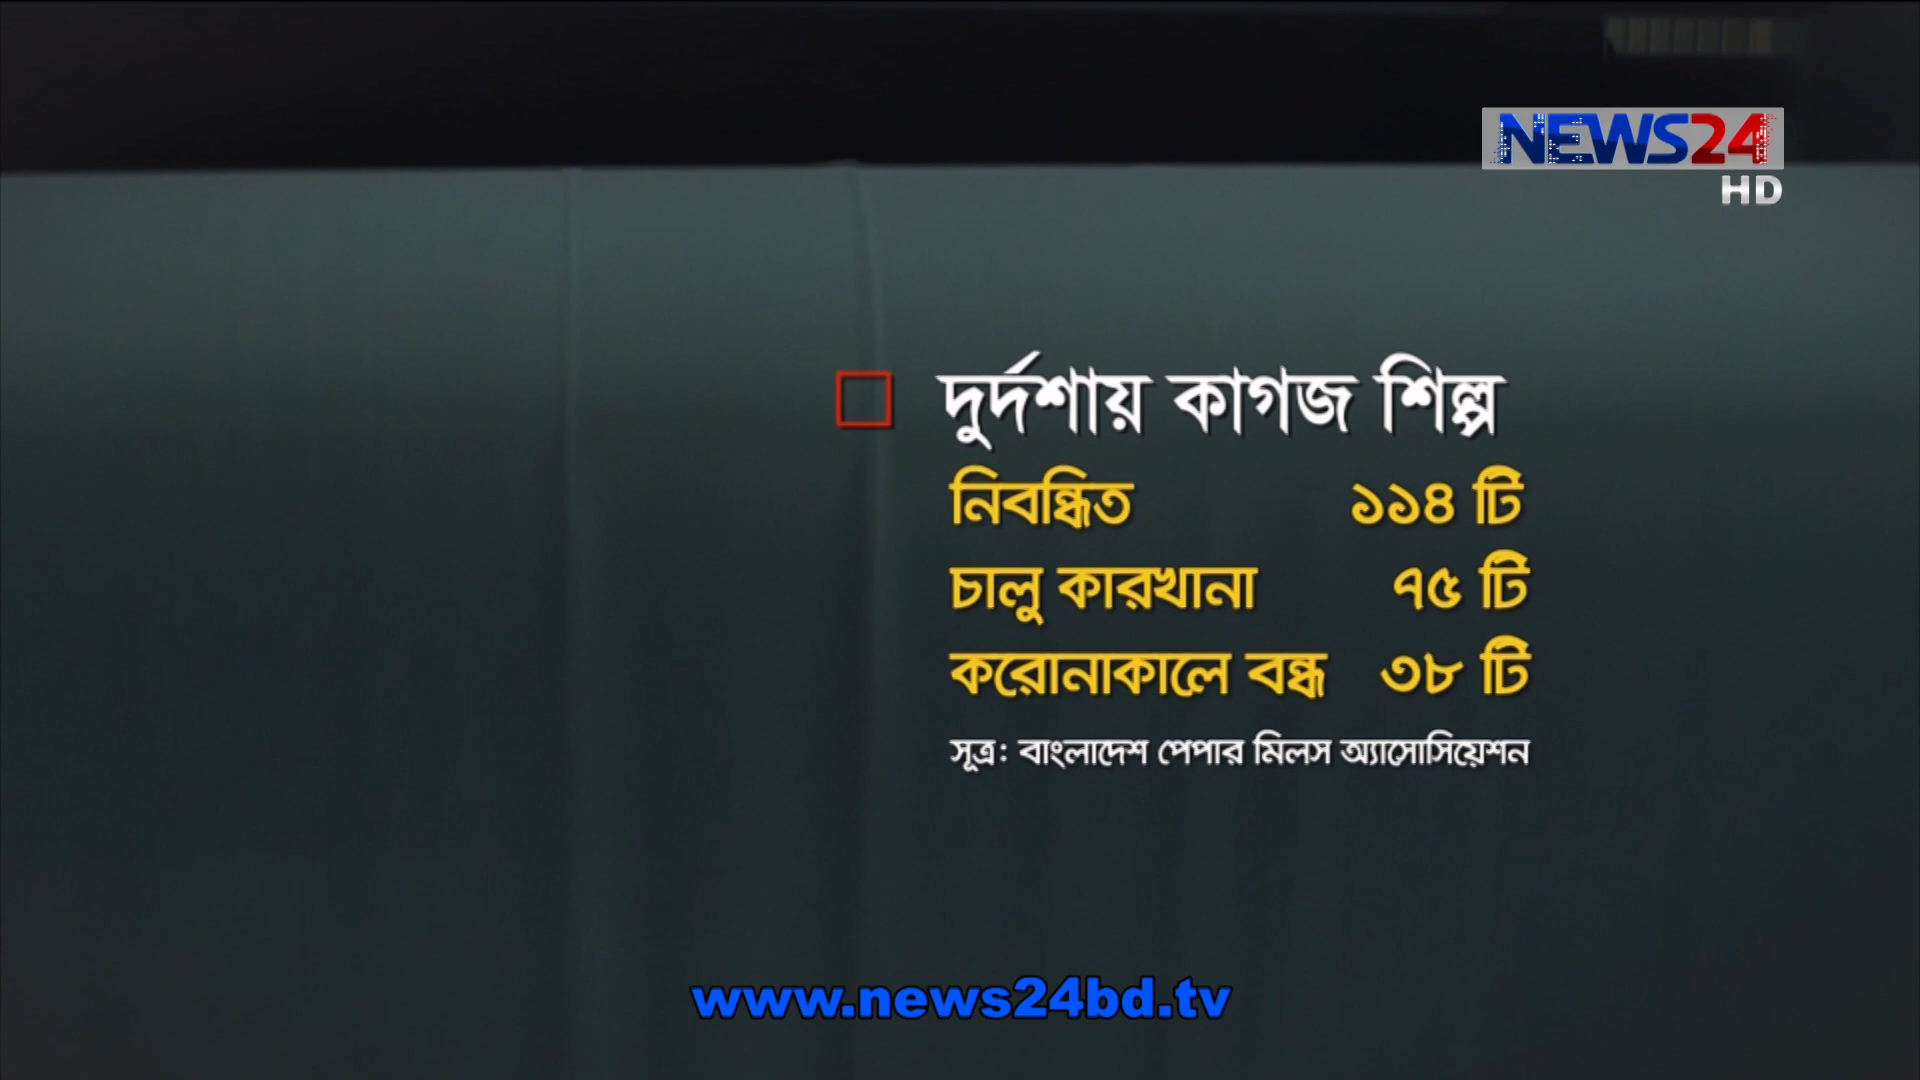 NEWS24
HD
দুর্দশায় কাগজ শিল্প
নিবন্ধিত ১১৪ টি
চালু কারখানা ৭৫ টি
করোনাকালে বন্ধ ৩৮ টি
সূত্র: বাংলাদেশ পেপার মিলস অ্যাসোসিয়েশন
www.news24bd.tv